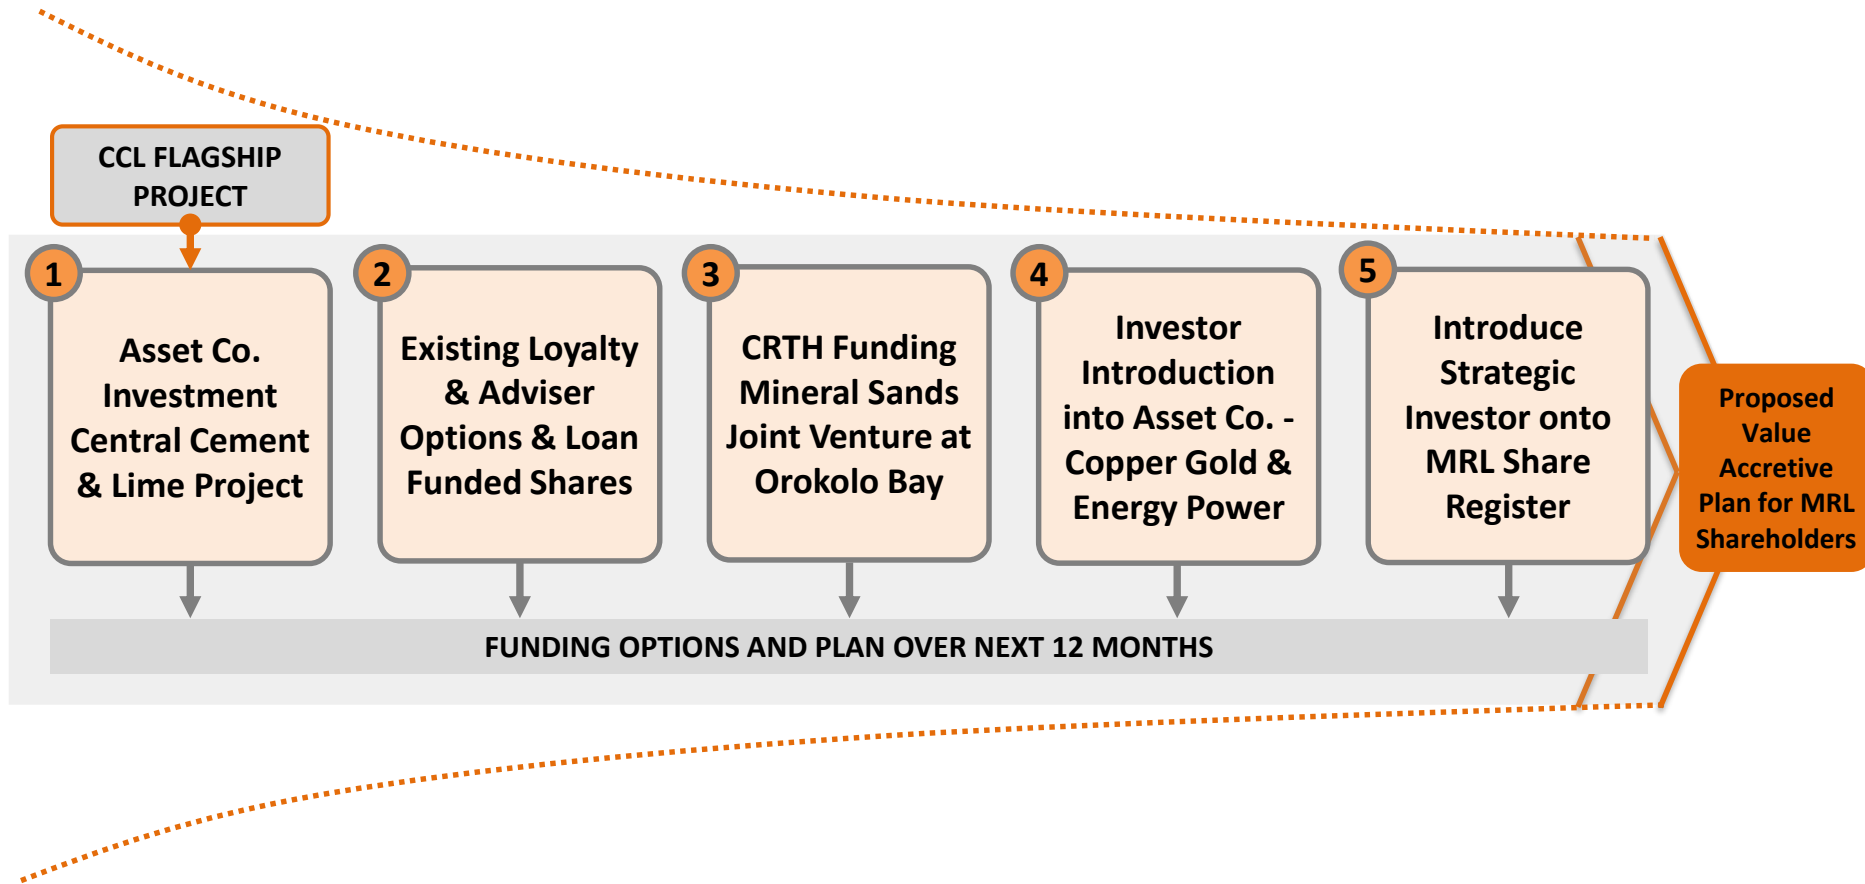 CCL FLAGSHIP
PROJECT
1
Asset Co.
Investment
Central Cement
& Lime Project
2
Existing Loyalty
& Adviser
Options & Loan
Funded Shares
3
CRTH Funding
Mineral Sands
Joint Venture at
Orokolo Bay
4
Investor
Introduction
into Asset Co. -
Copper Gold &
Energy Power
5
Introduce
Strategic
Investor onto
MRL Share
Register
Proposed
Value
Accretive
Plan for MRL
Shareholders
FUNDING OPTIONS AND PLAN OVER NEXT 12 MONTHS